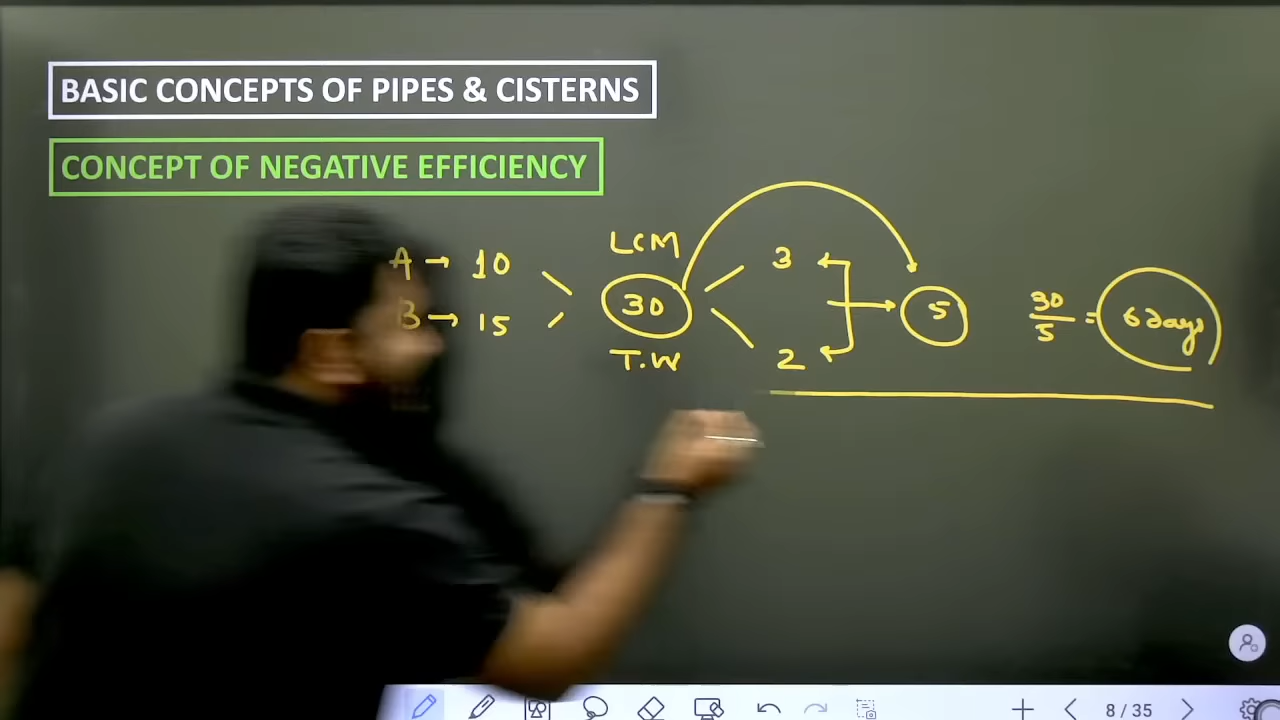 BASIC CONCEPTS OF PIPES & CISTERNS
CONCEPT OF NEGATIVE EFFICIENCY
A → 10
B → 15
LCM
30
T.W
3
2
5
30/5 = 6 days
8 / 35